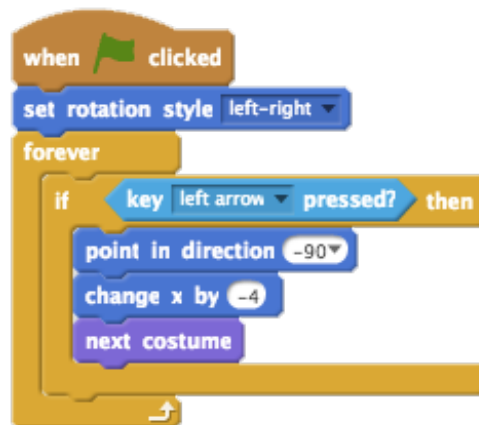 when clicked
set rotation style left-right
forever
if key left arrow pressed? then
point in direction -90
change x by -4
next costume